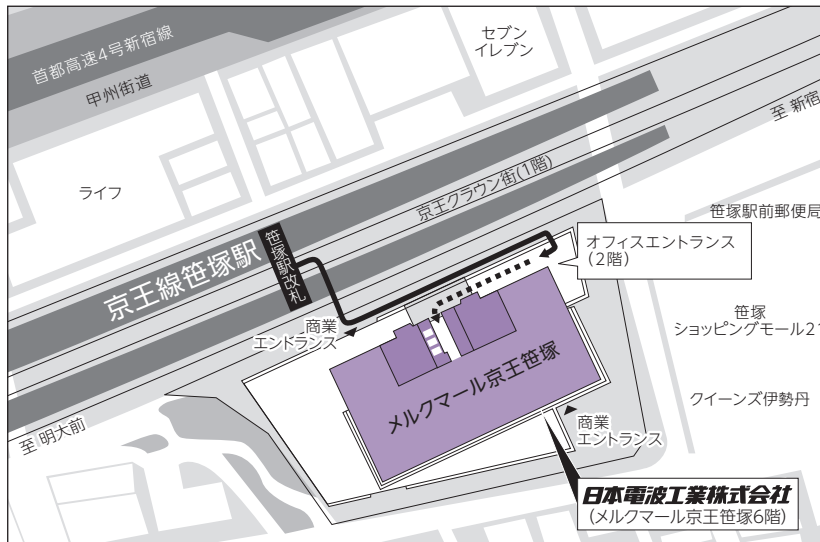 首都高速4号新宿線
甲州街道
セブン
イレブン
至 新宿
ライフ
京王クラウン街(1階)
笹塚駅前郵便局
京王線笹塚駅
笹塚駅改札
オフィスエントランス
(2階)
商業
エントランス
笹塚
ショッピングモール21
メルクマール京王笹塚
クイーンズ伊勢丹
至 明大前
商業
エントランス
日本電波工業株式会社
(メルクマール京王笹塚6階)